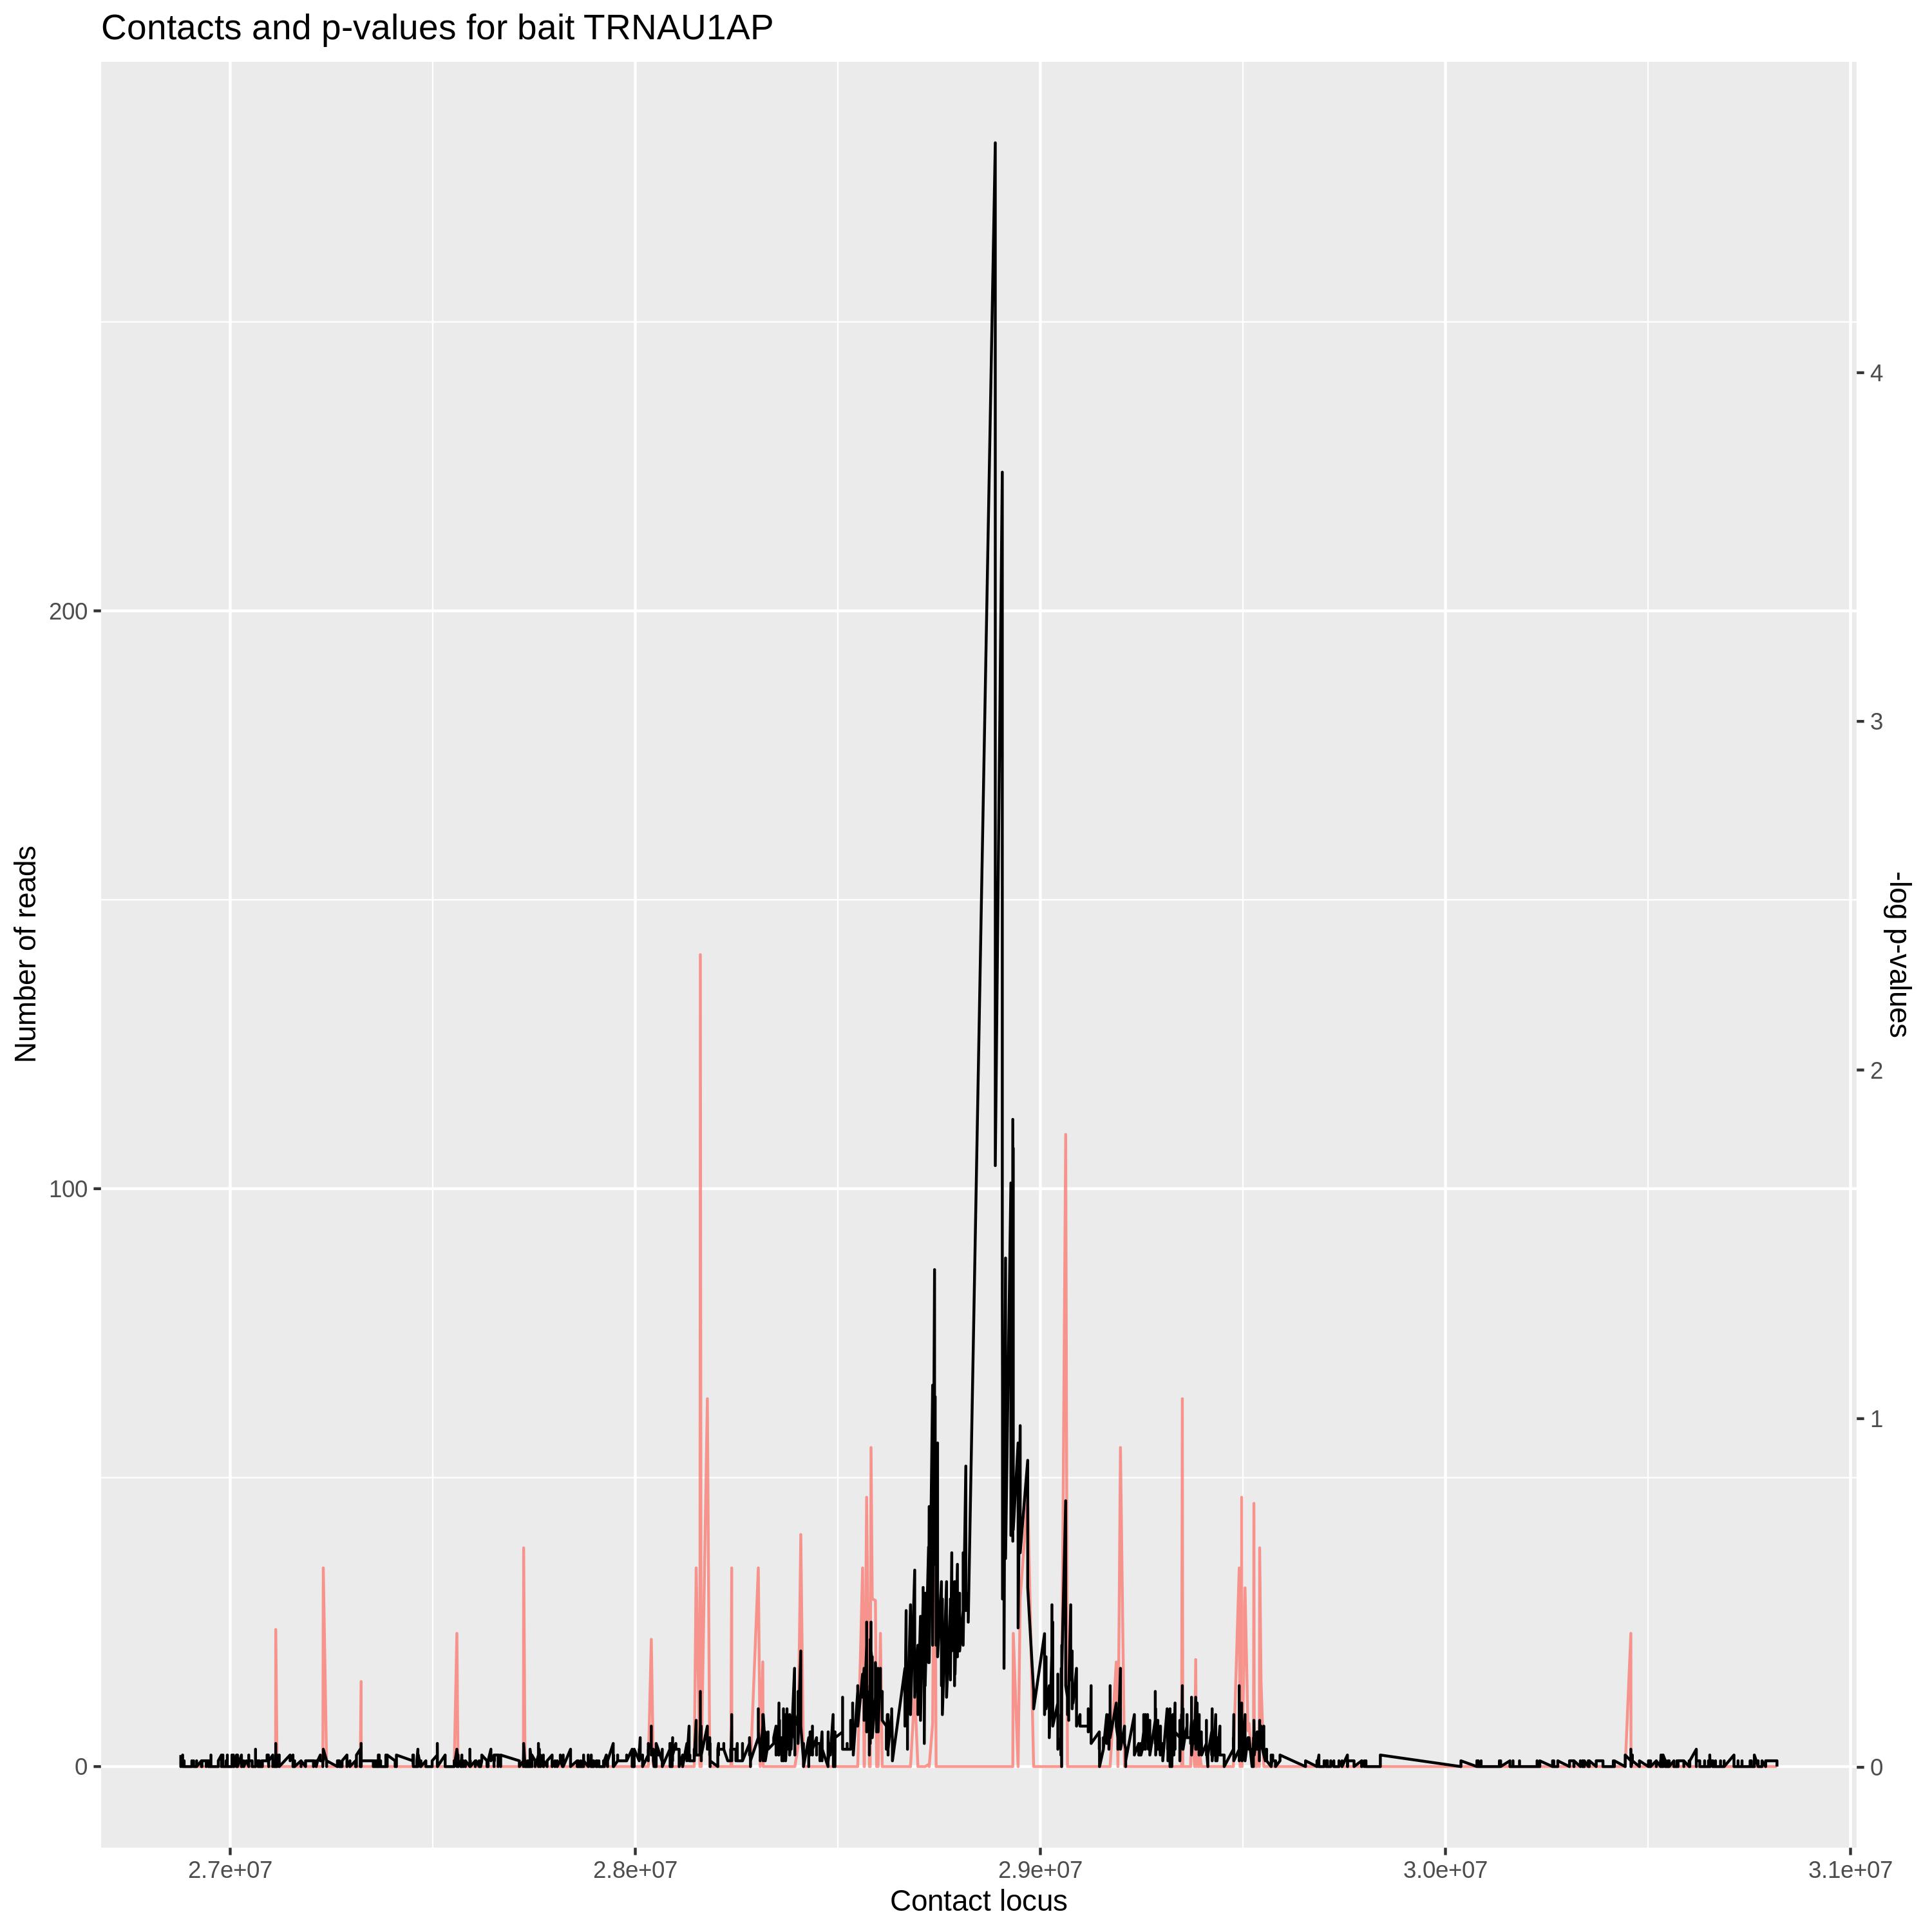 Contacts and p-values for bait TRNAU1AP
Number of reads
200
100
0
4
3
2
1
0
-log p-values
2.7e+07
2.8e+07
2.9e+07
3.0e+07
3.1e+07
Contact locus